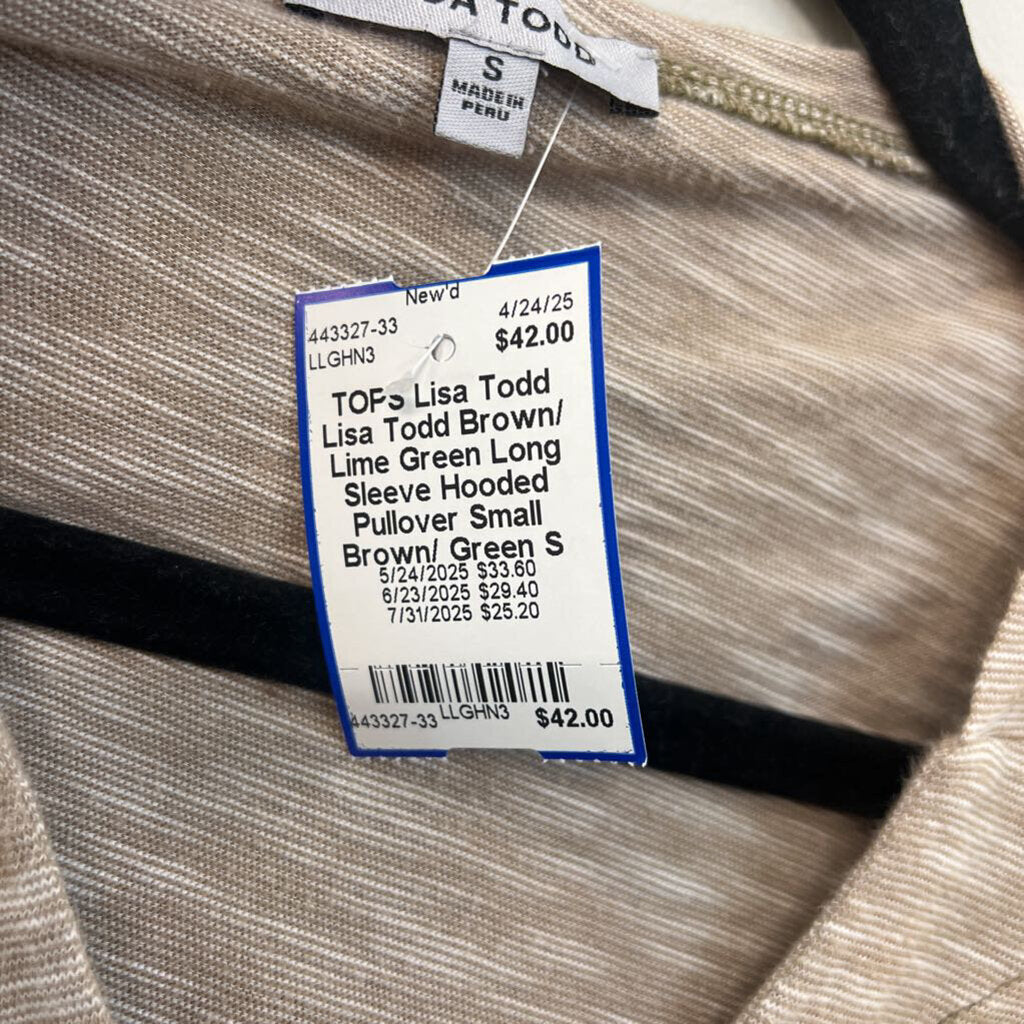 TODD
S
MADE IN
PERU
New'd
443327-33
4/24/25
LLGHN3
$42.00
TOPS Lisa Todd
Lisa Todd Brown/
Lime Green Long
Sleeve Hooded
Pullover Small
Brown/ Green S
5/24/2025 $33.60
6/23/2025 $29.40
7/31/2025 $25.20
443327-33 LLGHN3 $42.00